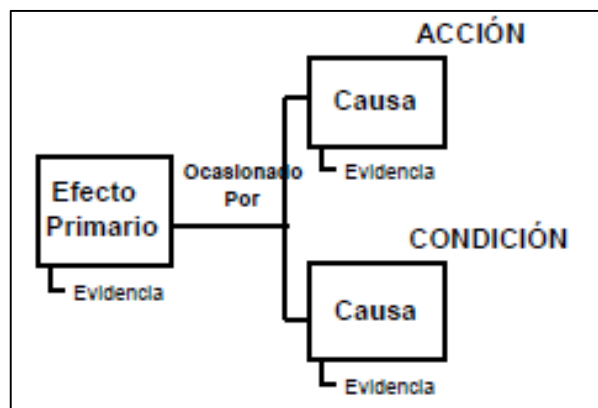 ACCIÓN
Causa
Evidencia
Ocasionado
Por
Efecto
Primario
Evidencia
CONDICIÓN
Causa
Evidencia